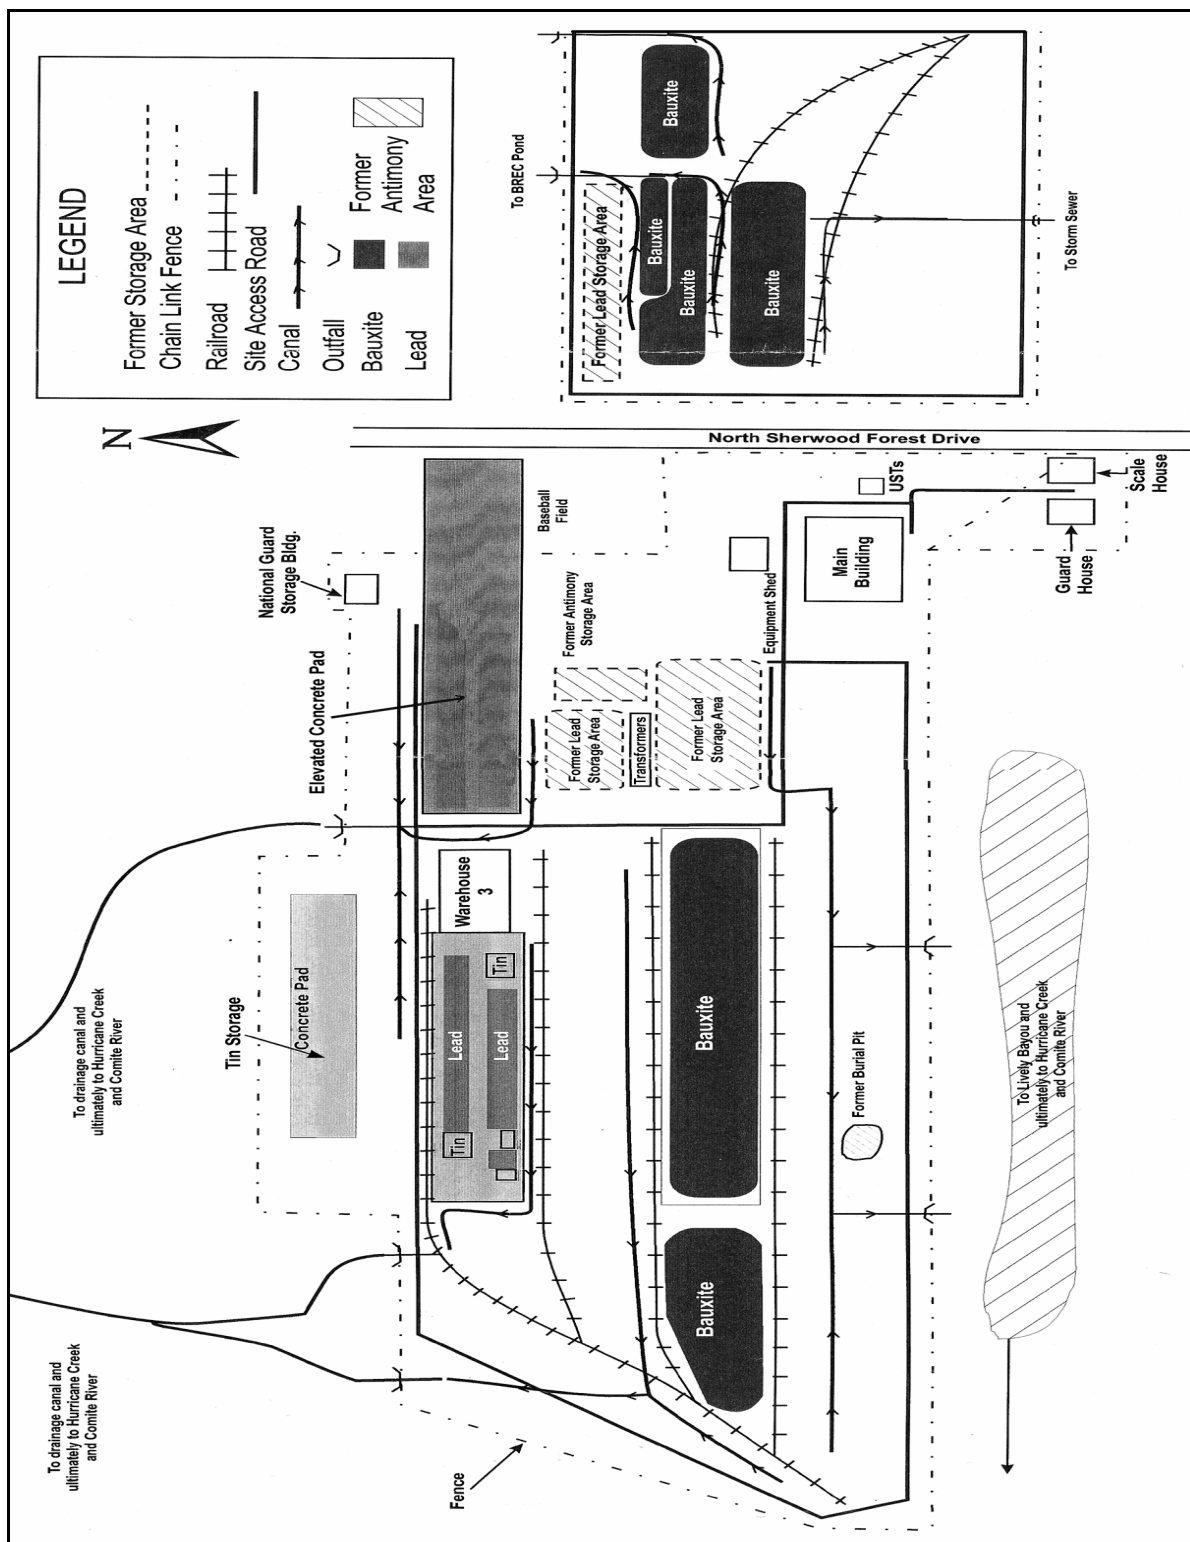 LEGEND
Former Storage Area
Chain Link Fence
Railroad
Site Access Road
Canal
Outfall
Bauxite
Lead
Former
Antimony
Area
N
To BREC Pond
Former Lead Storage Area
Bauxite
Bauxite
Bauxite
Bauxite
To Storm Sewer
North Sherwood Forest Drive
National Guard
Storage Bldg.
Elevated Concrete Pad
Baseball
Field
Former Antimony
Storage Area
Former Lead
Storage Area
Transformers
Former Lead
Storage Area
Equipment Shed
Main
Building
USTs
Scale
House
Guard
House
To drainage canal and
ultimately to Hurricane Creek
and Comite River
Tin Storage
Concrete Pad
Warehouse
3
Lead
Lead
Tin
Tin
Bauxite
Bauxite
Former Burial Pit
To Lively Bayou and
ultimately to Hurricane Creek
and Comite River
To drainage canal and
ultimately to Hurricane Creek
and Comite River
Fence